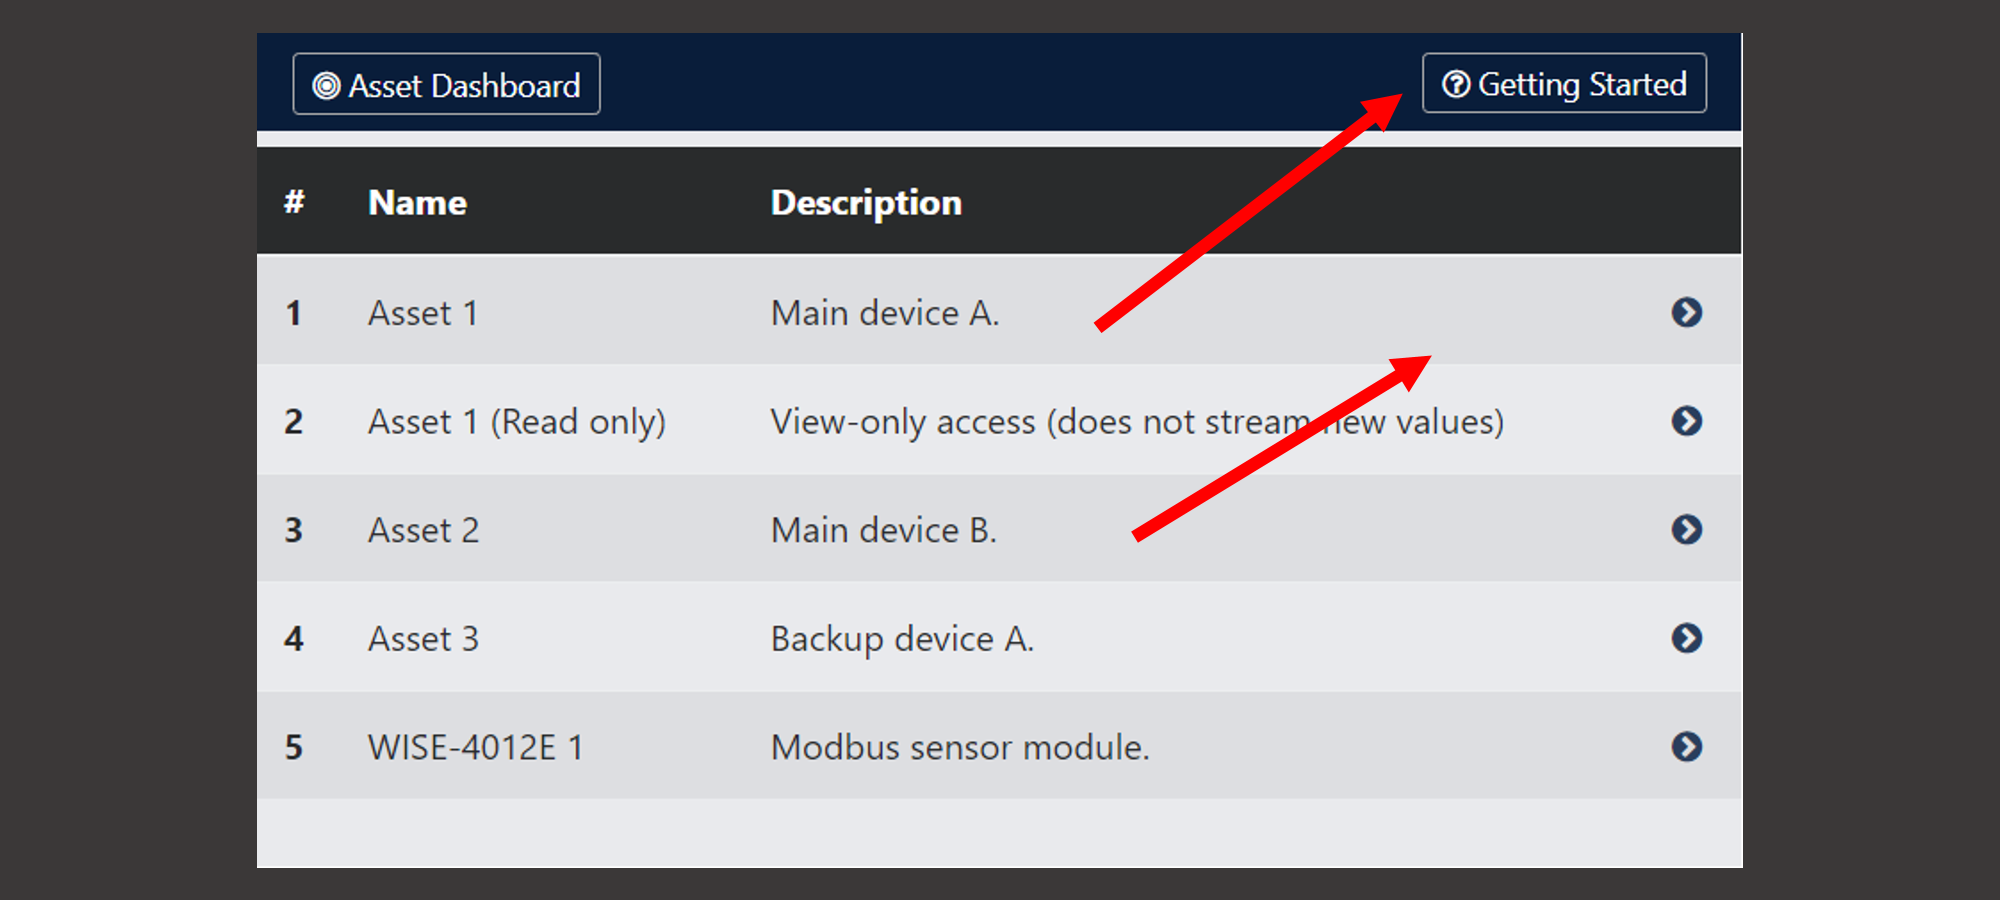 Asset Dashboard
Getting Started
# Name Description
1 Asset 1 Main device A.
2 Asset 1 (Read only) View-only access (does not stream new values)
3 Asset 2 Main device B.
4 Asset 3 Backup device A.
5 WISE-4012E 1 Modbus sensor module.